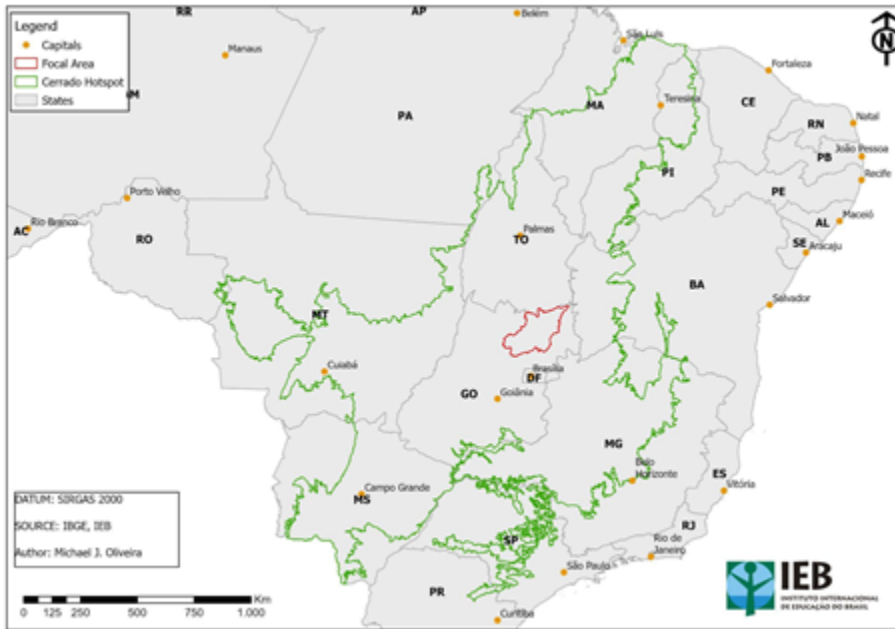 RR
AP
Legend
Capitals
Focal Area
Cerrado Hotspot
States
Manaus
Belém
São Luís
N
Fortaleza
PA
MA
Teresina
CE
RN
Natal
João Pessoa
PB
Recife
PI
PE
Porto Velho
AL
Maceió
AC
Rio Branco
RO
Palmas
TO
SE
Aracaju
BA
Salvador
MT
Cuiabá
Brasília
DF
GO
Goiânia
MG
Belo
Horizonte
ES
Vitória
Campo Grande
MS
DATUM: SIRGAS 2000
SOURCE: IBGE, IEB
Author: Michael J. Oliveira
RJ
Rio de
Janeiro
SP
São Paulo
PR
Curitiba
0 125 250 500 750 1.000
Km
IEB
INSTITUTO INTERNACIONAL
DE EDUCAÇÃO DO BRASIL